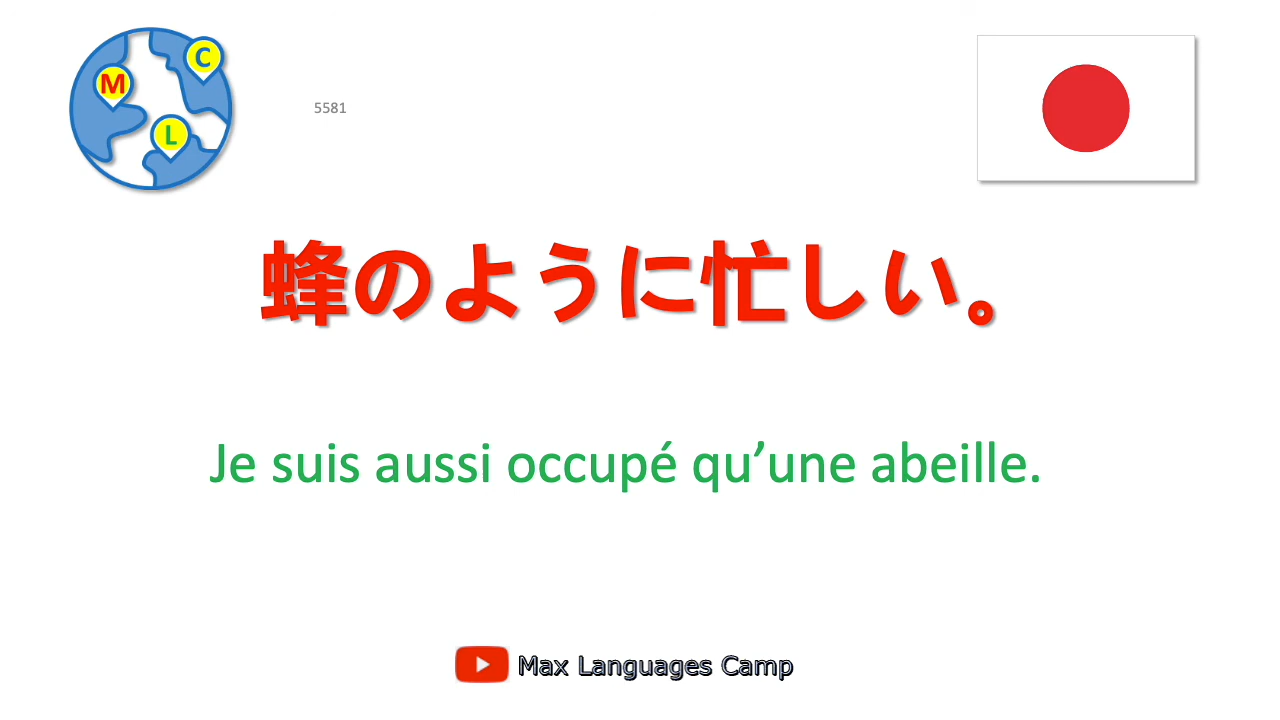 M
C
L
5581
蜂のように忙しい。
Je suis aussi occupé qu’une abeille.
Max Languages Camp